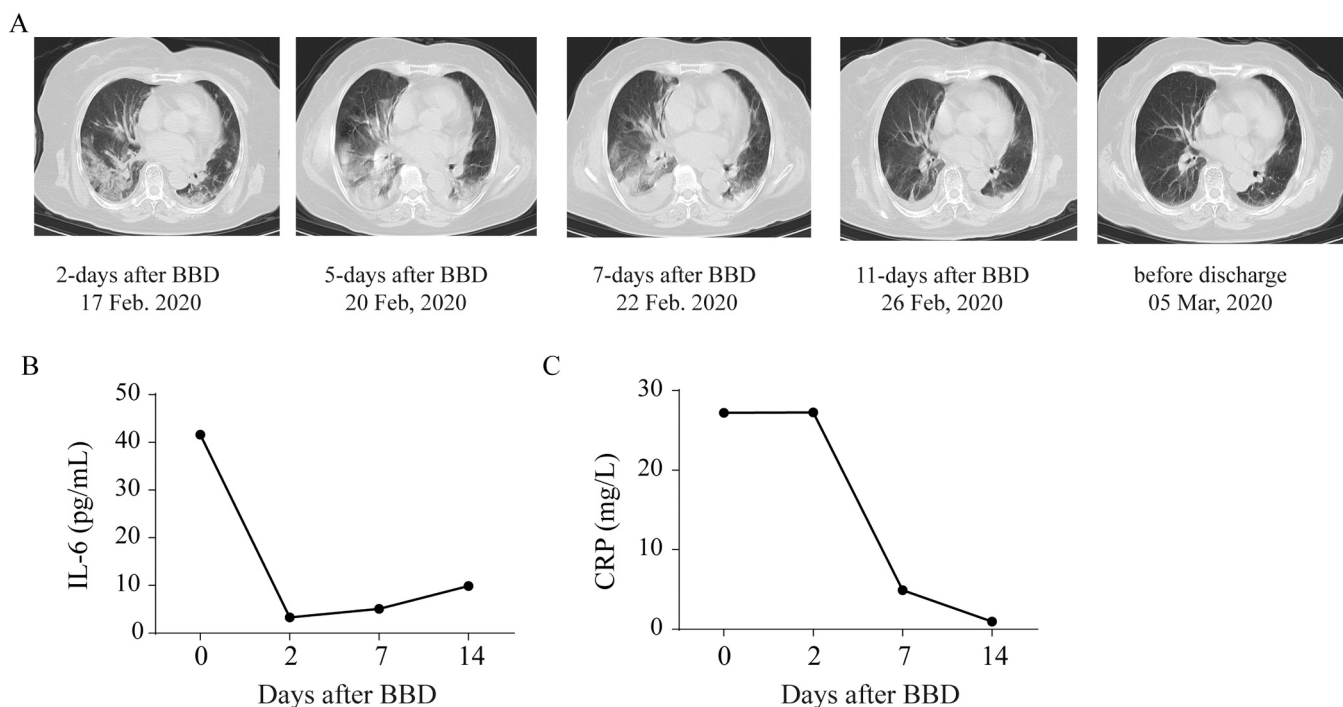 A
2-days after BBD
17 Feb. 2020
5-days after BBD
20 Feb, 2020
7-days after BBD
22 Feb. 2020
11-days after BBD
26 Feb, 2020
before discharge
05 Mar, 2020
B
IL-6 (pg/mL)
50
40
30
20
10
0
0 2 7 14
Days after BBD
C
CRP (mg/L)
30
20
10
0
0 2 7 14
Days after BBD